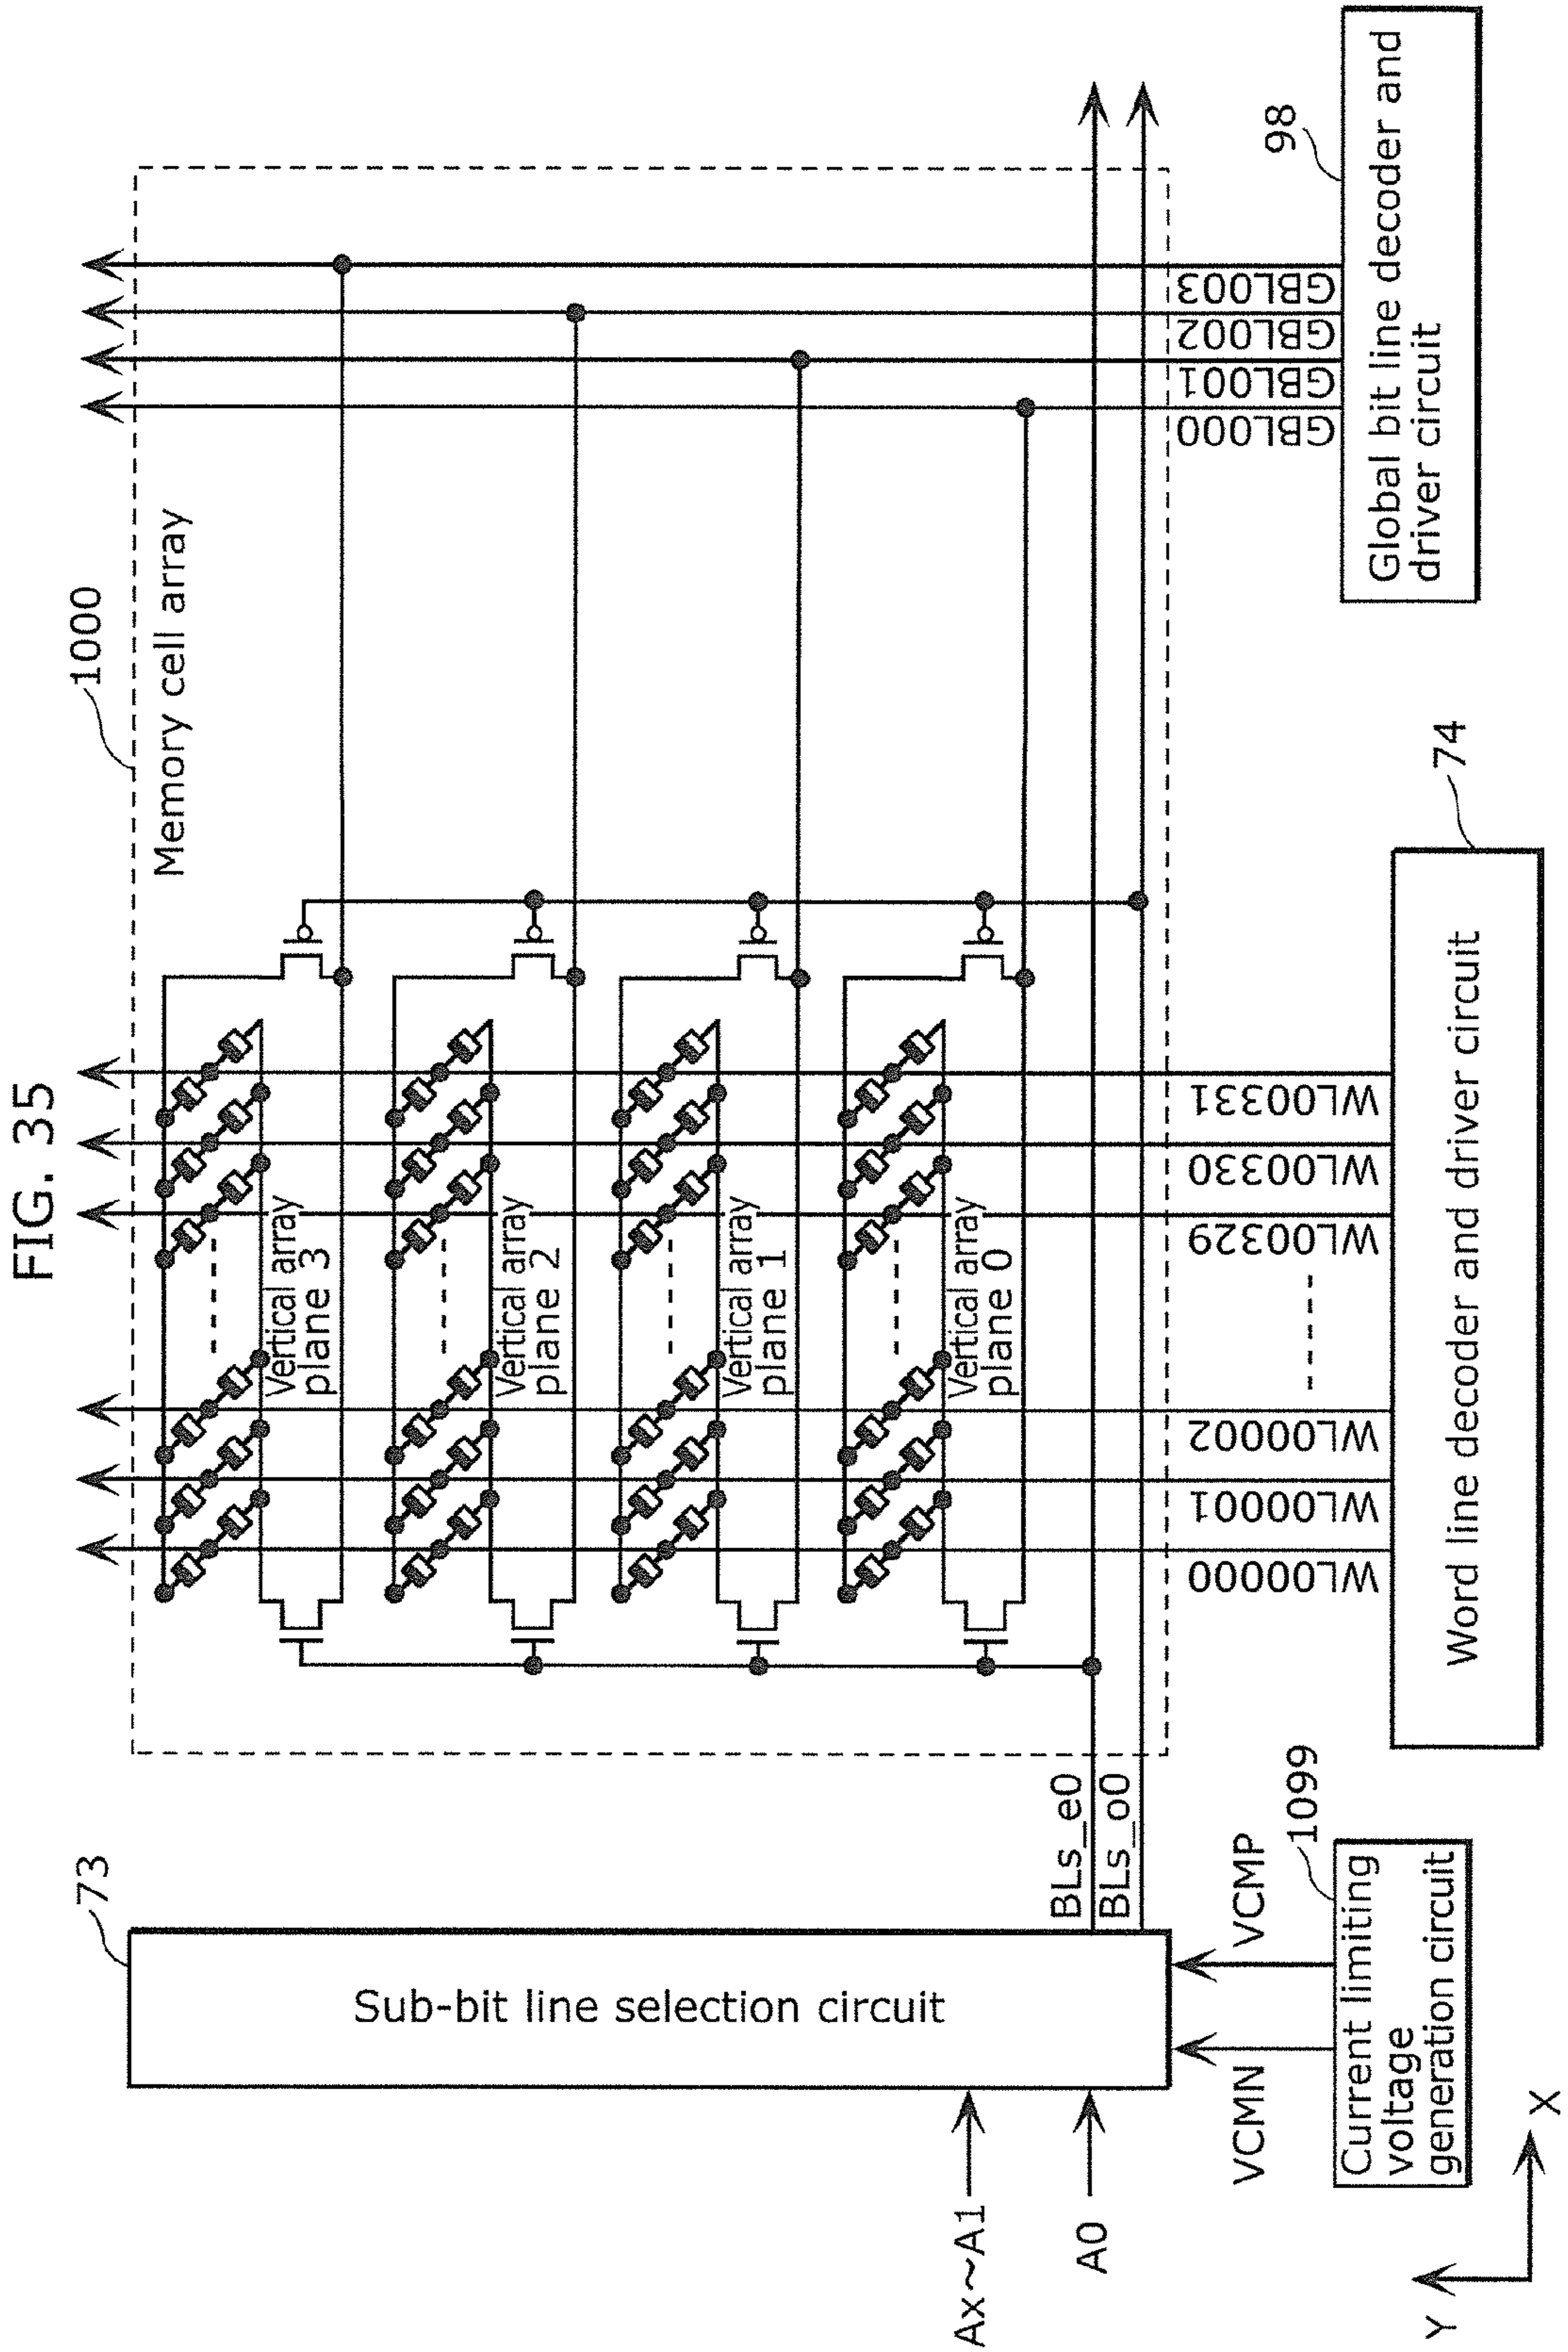 FIG. 35
1000
Memory cell array
73
Sub-bit line selection circuit
Vertical array
plane 3
Vertical array
plane 2
Vertical array
plane 1
Vertical array
plane 0
Ax~A1
A0
BLs_e0
BLs_o0
VCMN
VCMP
1099
Current limiting
voltage
generation circuit
WL00000
WL00001
WL00002
WL00329
WL00330
WL00331
74
Word line decoder and driver circuit
GBL000
GBL001
GBL002
GBL003
98
Global bit line decoder and
driver circuit
Y
X